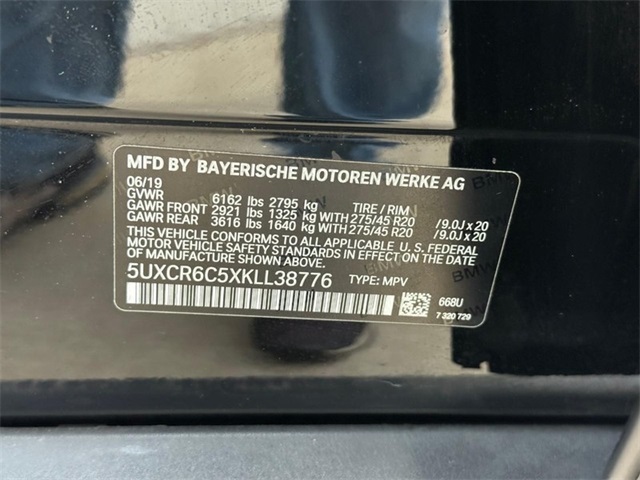 MFD BY BAYERISCHE MOTOREN WERKE AG
06/19
GVWR 6162 lbs 2795 kg TIRE / RIM
GAWR FRONT 2921 lbs 1325 kg WITH 275/45 R20 /9.0J x 20
GAWR REAR 3616 lbs 1640 kg WITH 275/45 R20 /9.0J x 20
THIS VEHICLE CONFORMS TO ALL APPLICABLE U.S. FEDERAL
MOTOR VEHICLE SAFETY STANDARDS IN EFFECT ON THE DATE
OF MANUFACTURE SHOWN ABOVE.
5UXCR6C5XKLL38776 TYPE: MPV
668U
7 320 729